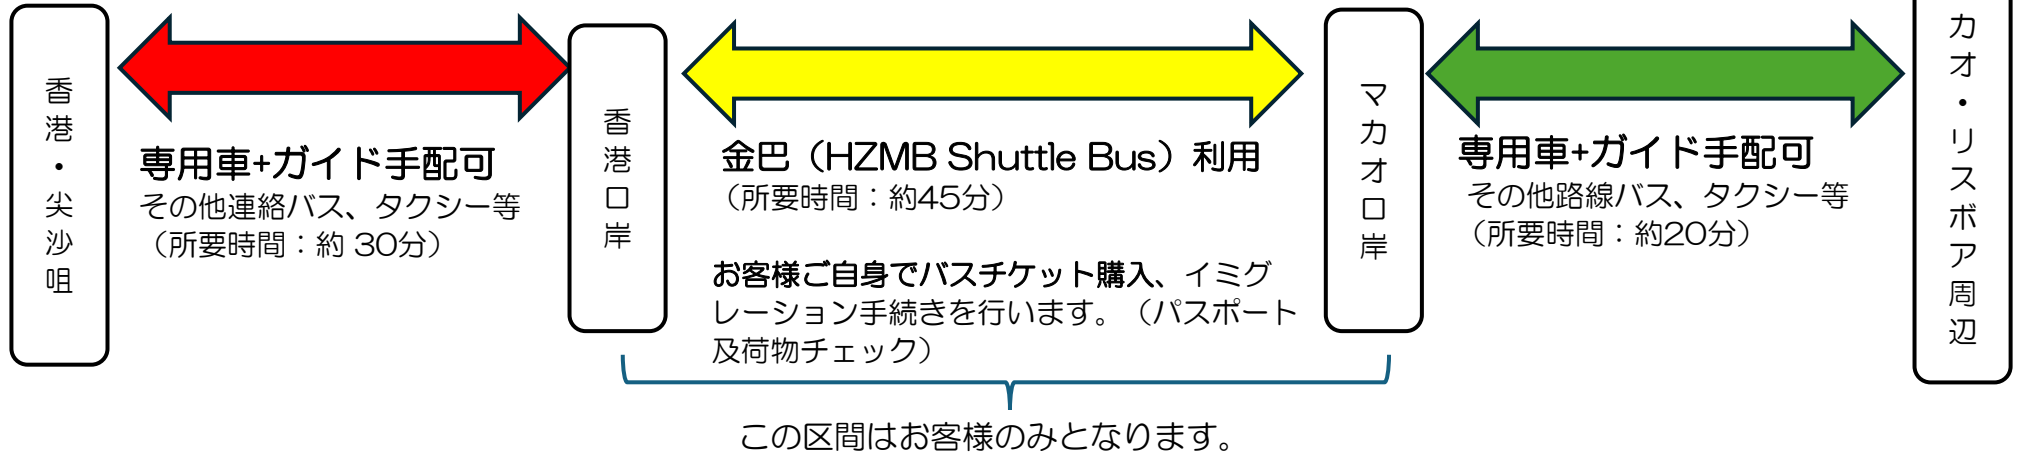 香港・尖沙咀
専用車+ガイド手配可
その他連絡バス、タクシー等
（所要時間：約 30分）
香港口岸
金巴（HZMB Shuttle Bus）利用
（所要時間：約45分）
お客様ご自身でバスチケット購入、イミグ
レーション手続きを行います。（パスポート
及荷物チェック）
マカオ口岸
専用車+ガイド手配可
その他路線バス、タクシー等
（所要時間：約20分）
カオ・リスボア周辺
この区間はお客様のみとなります。